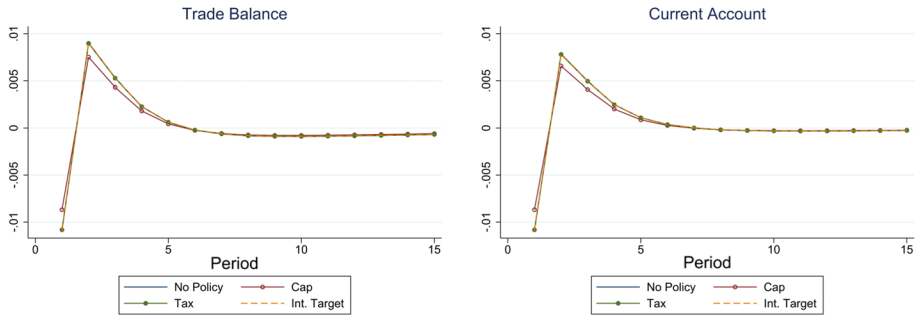 Trade Balance
.01
.005
0
-.005
-.01
0 5 10 15
Period
No Policy Cap
Tax Int. Target
Current Account
.01
.005
0
-.005
-.01
0 5 10 15
Period
No Policy Cap
Tax Int. Target